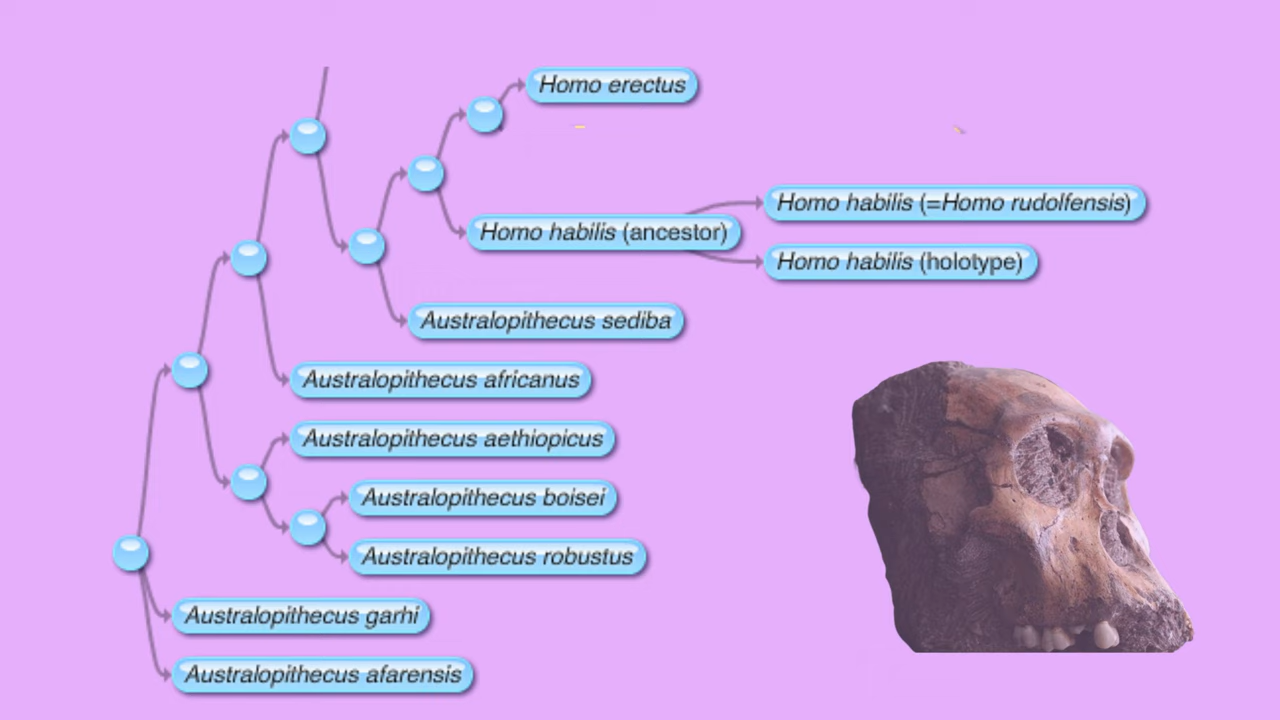 Homo erectus
Homo habilis (=Homo rudolfensis)
Homo habilis (ancestor)
Homo habilis (holotype)
Australopithecus sediba
Australopithecus africanus
Australopithecus aethiopicus
Australopithecus boisei
Australopithecus robustus
Australopithecus garhi
Australopithecus afarensis